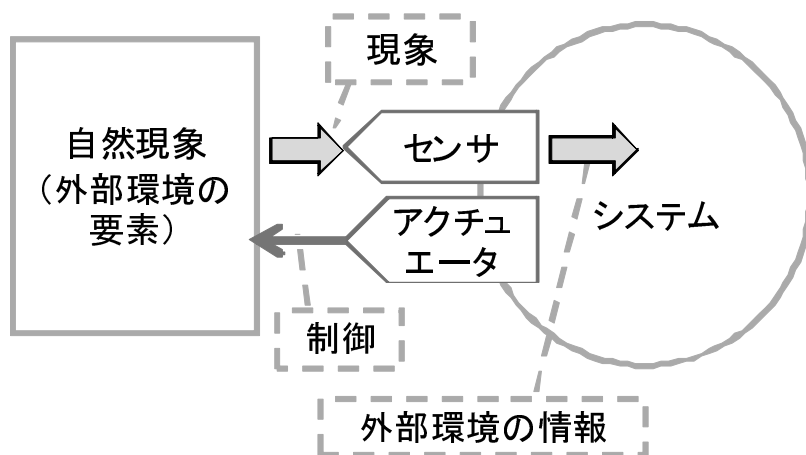 現象
自然現象
（外部環境の
要素）
センサ
アクチュ
エータ
システム
制御
外部環境の情報